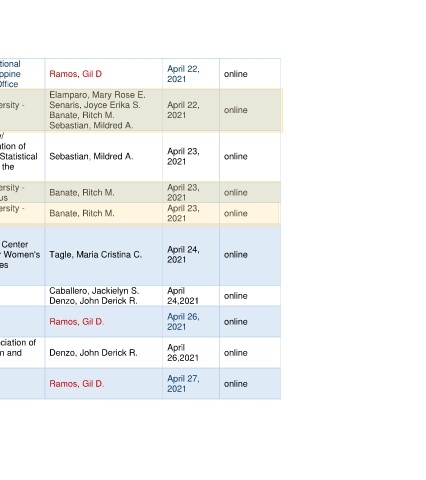 tional
ppine
Office
Ramos, Gil D
April 22,
2021
online
ersity -
Elamparo, Mary Rose E.
Senaris, Joyce Erika S.
Banate, Ritch M.
Sebastian, Mildred A.
April 22,
2021
online
y/
ation of
Statistical
the
Sebastian, Mildred A.
April 23,
2021
online
ersity -
us
Banate, Ritch M.
April 23,
2021
online
ersity -
Banate, Ritch M.
April 23,
2021
online
Center
r Women's
es
Tagle, Maria Cristina C.
April 24,
2021
online
Caballero, Jackielyn S.
Denzo, John Derick R.
April
24,2021
online
Ramos, Gil D.
April 26,
2021
online
ociation of
n and
Denzo, John Derick R.
April
26,2021
online
Ramos, Gil D.
April 27,
2021
online